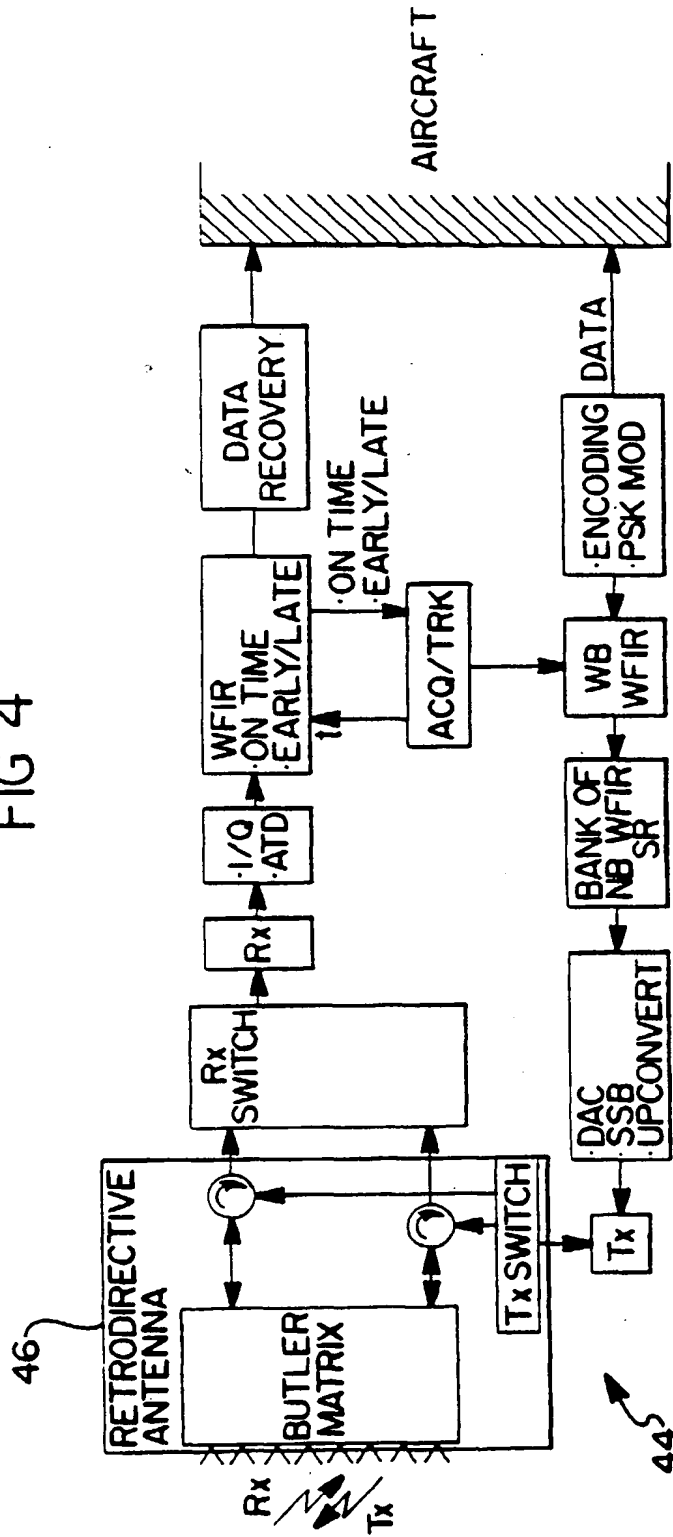 FIG 4
46
RETRODIRECTIVE
ANTENNA
BUTLER
MATRIX
Rx
Tx
Tx SWITCH
Rx
SWITCH
Rx
·I/Q
·ATD
WFIR
·ON TIME
·EARLY/LATE
t
DATA
RECOVERY
·ON TIME
EARLY/LATE
ACQ/TRK
AIRCRAFT
Tx
·DAC
SSB
UPCONVERT
BANK OF
NB WFIR
SR
WB
WFIR
·ENCODING
·PSK MOD
DATA
44